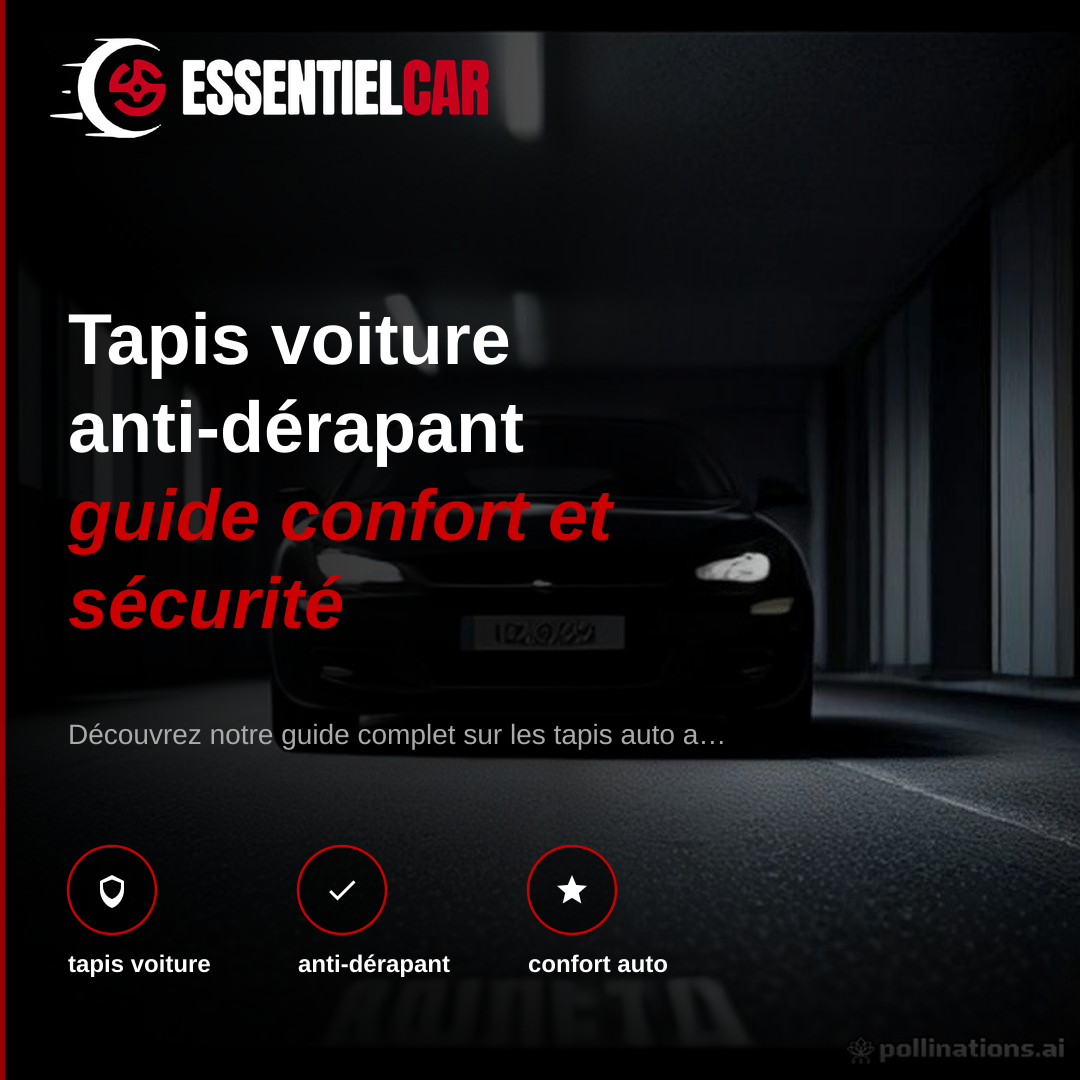 ESSENTIELCAR
Tapis voiture
anti-dérapant
guide confort et
sécurité
Découvrez notre guide complet sur les tapis auto a…
tapis voiture
anti-dérapant
confort auto
pollinations.ai